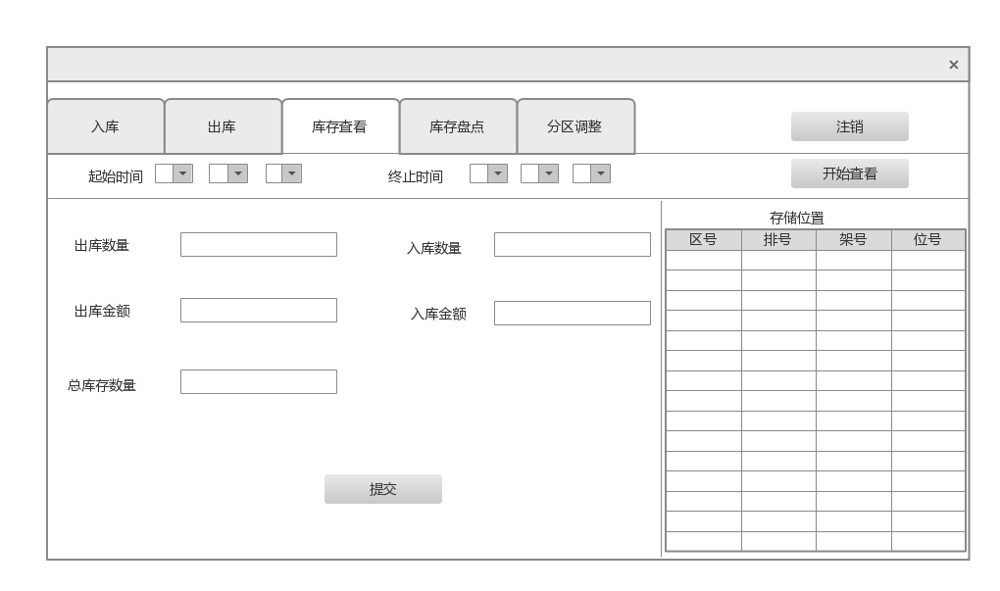 ×
入库 出库 库存查看 库存盘点 分区调整 注销
起始时间 终止时间 开始查看
存储位置
区号 排号 架号 位号
出库数量 入库数量
出库金额 入库金额
总库存数量
提交